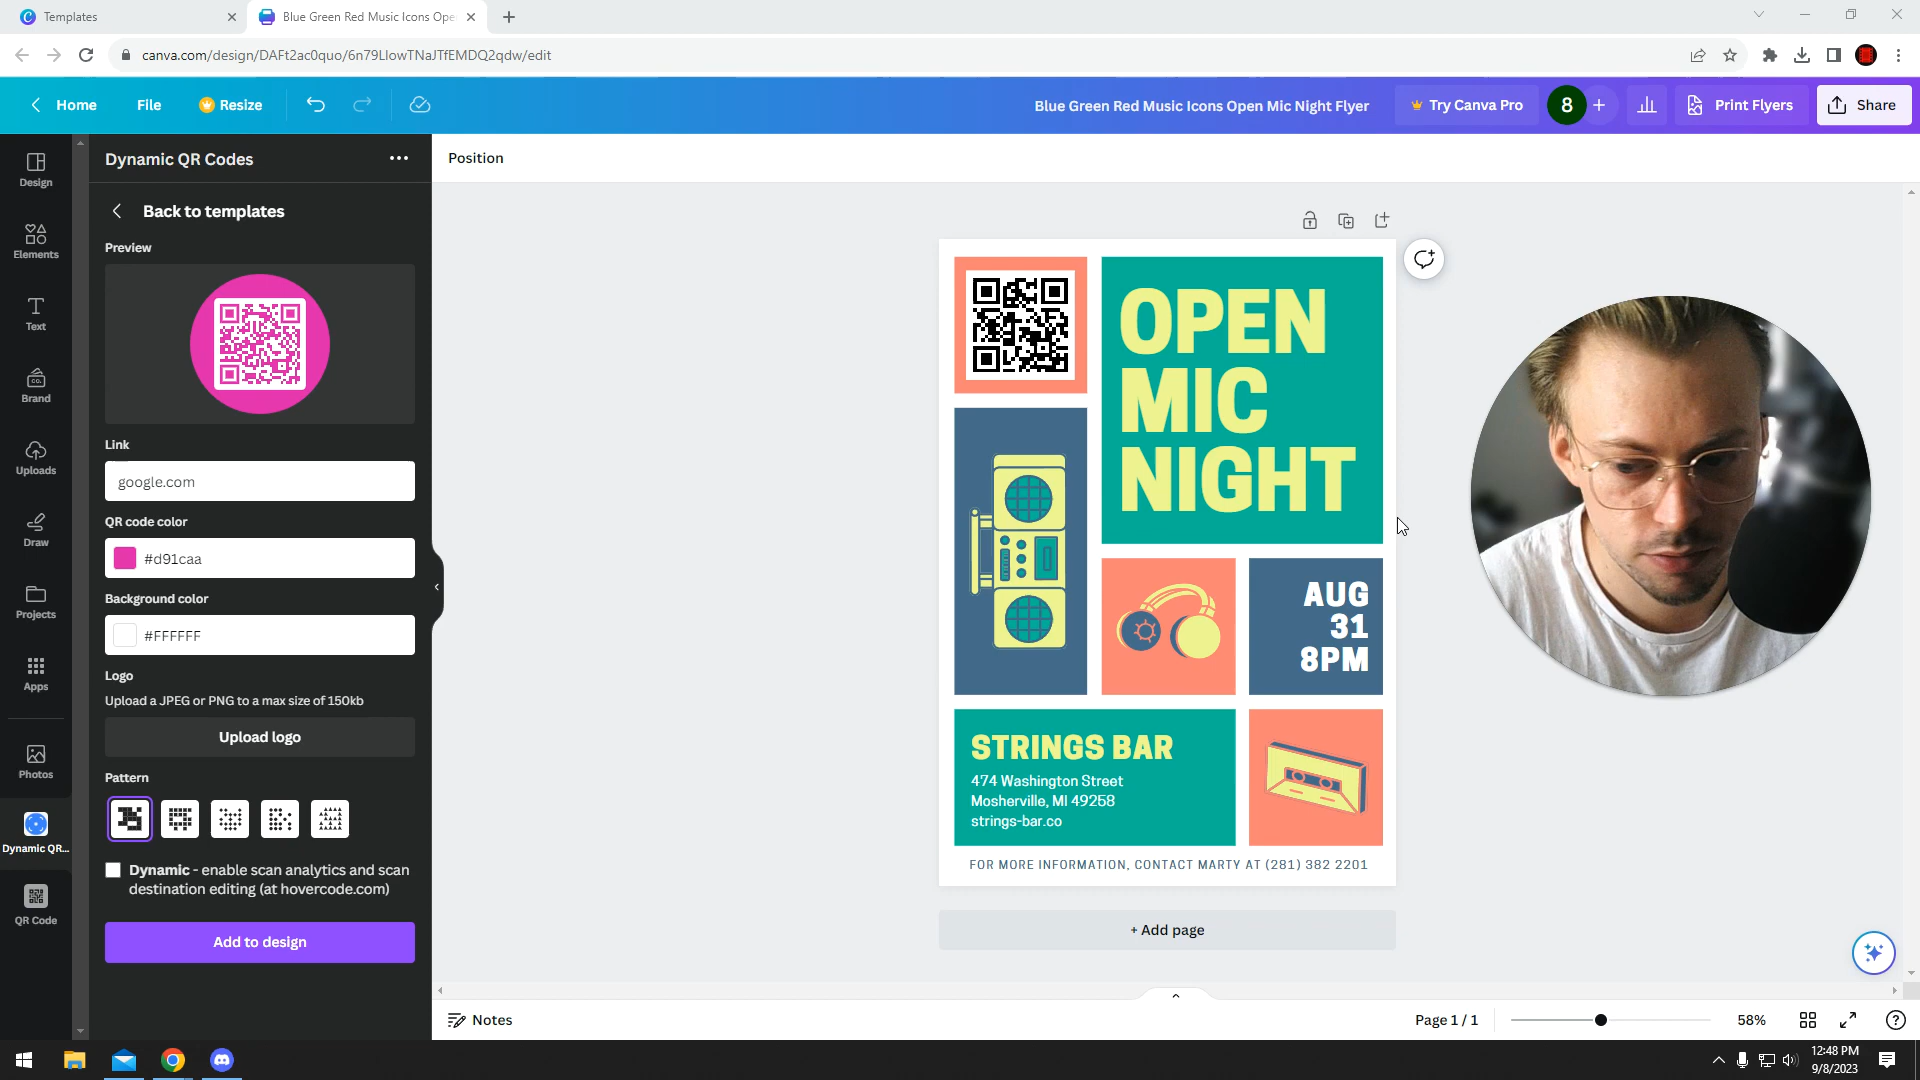 Templates
Blue Green Red Music Icons Ope
canva.com/design/DAFt2ac0quo/6n79LlowTNaJTfEMDQ2qdw/edit
Home
File
Resize
Blue Green Red Music Icons Open Mic Night Flyer
Try Canva Pro
8
+
Print Flyers
Share
Design
Elements
Text
Brand
Uploads
Draw
Projects
Apps
Photos
Dynamic QR...
QR Code
Dynamic QR Codes
Back to templates
Preview
Link
google.com
QR code color
#d91caa
Background color
#FFFFFF
Logo
Upload a JPEG or PNG to a max size of 150kb
Upload logo
Pattern
Dynamic - enable scan analytics and scan
destination editing (at hovercode.com)
Add to design
Position
OPEN
MIC
NIGHT
AUG
31
8PM
STRINGS BAR
474 Washington Street
Mosherville, MI 49258
strings-bar.co
FOR MORE INFORMATION, CONTACT MARTY AT (281) 382 2201
+ Add page
Notes
Page 1 / 1
58%
12:48 PM
9/8/2023